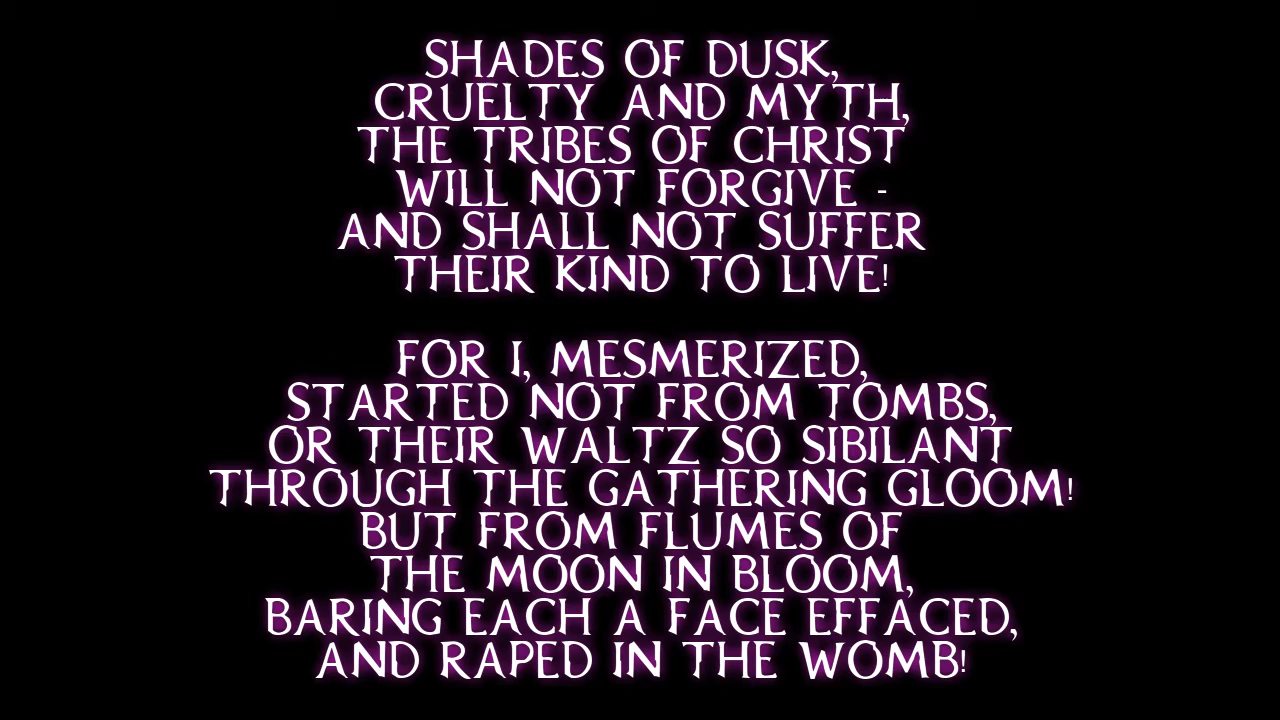 SHADES OF DUSK,
CRUELTY AND MYTH,
THE TRIBES OF CHRIST
WILL NOT FORGIVE -
AND SHALL NOT SUFFER
THEIR KIND TO LIVE!
FOR I, MESMERIZED,
STARTED NOT FROM TOMBS,
OR THEIR WALTZ SO SIBILANT
THROUGH THE GATHERING GLOOM!
BUT FROM FLUMES OF
THE MOON IN BLOOM,
BARING EACH A FACE EFFACED,
AND RAPED IN THE WOMB!